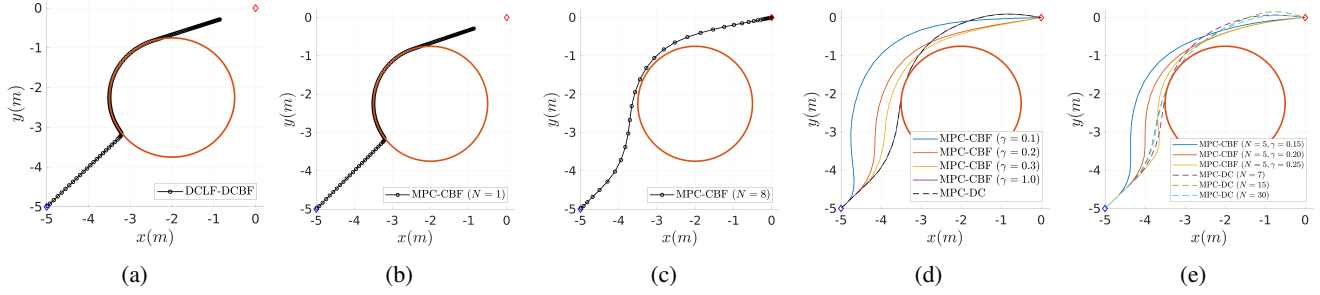 0
-1
-2
-3
-4
-5
y(m)
-5 -4 -3 -2 -1 0
x(m)
DCLF-DCBF
(a)
0
-1
-2
-3
-4
-5
y(m)
-5 -4 -3 -2 -1 0
x(m)
MPC-CBF (N = 1)
(b)
0
-1
-2
-3
-4
-5
y(m)
-5 -4 -3 -2 -1 0
x(m)
MPC-CBF (N = 8)
(c)
0
-1
-2
-3
-4
-5
y(m)
-5 -4 -3 -2 -1 0
x(m)
MPC-CBF (γ = 0.1)
MPC-CBF (γ = 0.2)
MPC-CBF (γ = 0.3)
MPC-CBF (γ = 1.0)
MPC-DC
(d)
0
-1
-2
-3
-4
-5
y(m)
-5 -4 -3 -2 -1 0
x(m)
MPC-CBF (N = 5, γ = 0.15)
MPC-CBF (N = 5, γ = 0.20)
MPC-CBF (N = 5, γ = 0.25)
MPC-DC (N = 7)
MPC-DC (N = 15)
MPC-DC (N = 30)
(e)